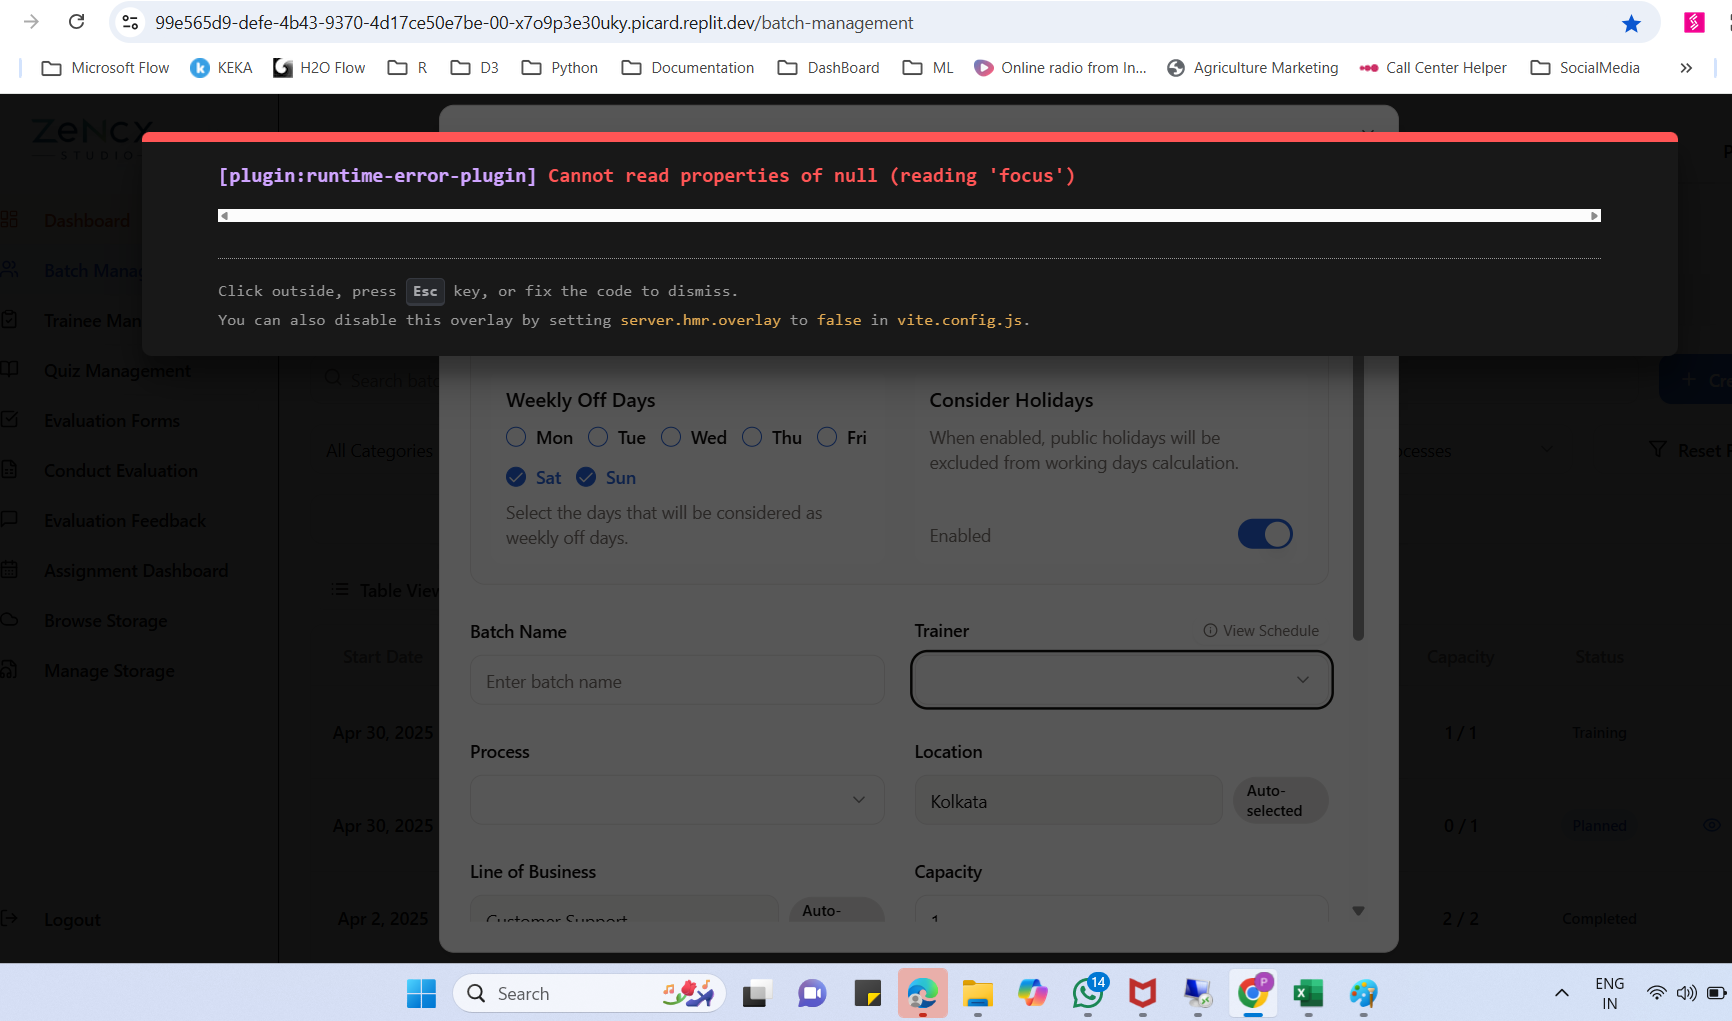 99e565d9-defe-4b43-9370-4d17ce50e7be-00-x7o9p3e30uky.picard.replit.dev/batch-management
Microsoft Flow KEKA H2O Flow R D3 Python Documentation DashBoard ML Online radio from In... Agriculture Marketing Call Center Helper SocialMedia »
ZeNCX
STUDIO
[plugin:runtime-error-plugin] Cannot read properties of null (reading 'focus')
Click outside, press Esc key, or fix the code to dismiss.
You can also disable this overlay by setting server.hmr.overlay to false in vite.config.js.
Dashboard
Batch Mana
Trainee Man
Quiz Management
Evaluation Forms
Conduct Evaluation
Evaluation Feedback
Assignment Dashboard
Browse Storage
Manage Storage
Logout
Search batc
+ Cre
All Categories
ocesses
Reset F
Table View
Start Date
Capacity
Status
Apr 30, 2025
1 / 1
Training
Apr 30, 2025
0 / 1
Planned
Apr 2, 2025
2 / 2
Completed
Weekly Off Days
Mon Tue Wed Thu Fri
Sat Sun
Select the days that will be considered as
weekly off days.
Consider Holidays
When enabled, public holidays will be
excluded from working days calculation.
Enabled
Batch Name
Enter batch name
Trainer
View Schedule
Process
Location
Kolkata
Auto-
selected
Line of Business
Customer Support
Auto-
Capacity
1
Search
14
P
ENG
IN